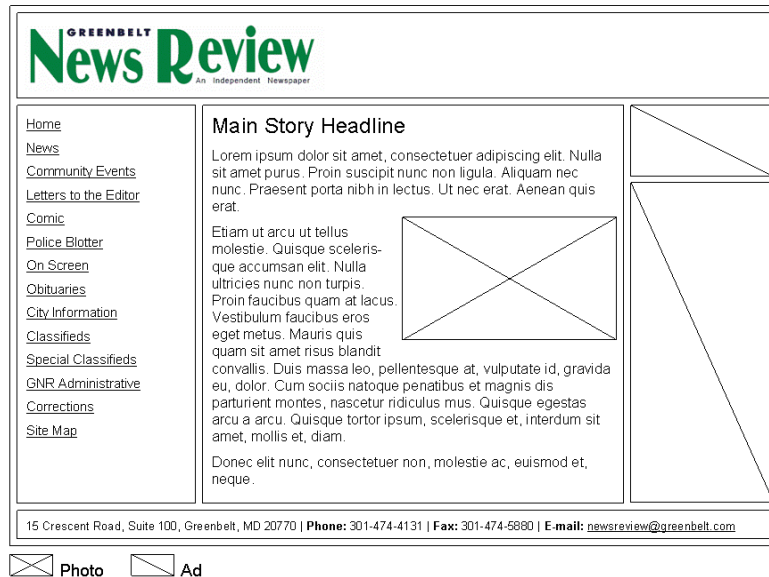 GREENBELT
News Review
An Independent Newspaper
Home
News
Community Events
Letters to the Editor
Comic
Police Blotter
On Screen
Obituaries
City Information
Classifieds
Special Classifieds
GNR Administrative
Corrections
Site Map
Main Story Headline
Lorem ipsum dolor sit amet, consectetuer adipiscing elit. Nulla
sit amet purus. Proin suscipit nunc non ligula. Aliquam nec
nunc. Praesent porta nibh in lectus. Ut nec erat. Aenean quis
erat.
Etiam ut arcu ut tellus
molestie. Quisque sceleris-
que accumsan elit. Nulla
ultricies nunc non turpis.
Proin faucibus quam at lacus.
Vestibulum faucibus eros
eget metus. Mauris quis
quam sit amet risus blandit
convallis. Duis massa leo, pellentesque at, vulputate id, gravida
eu, dolor. Cum sociis natoque penatibus et magnis dis
parturient montes, nascetur ridiculus mus. Quisque egestas
arcu a arcu. Quisque tortor ipsum, scelerisque et, interdum sit
amet, mollis et, diam.
Donec elit nunc, consectetuer non, molestie ac, euismod et,
neque.
15 Crescent Road, Suite 100, Greenbelt, MD 20770 | Phone: 301-474-4131 | Fax: 301-474-5880 | E-mail: newsreview@greenbelt.com
Photo
Ad